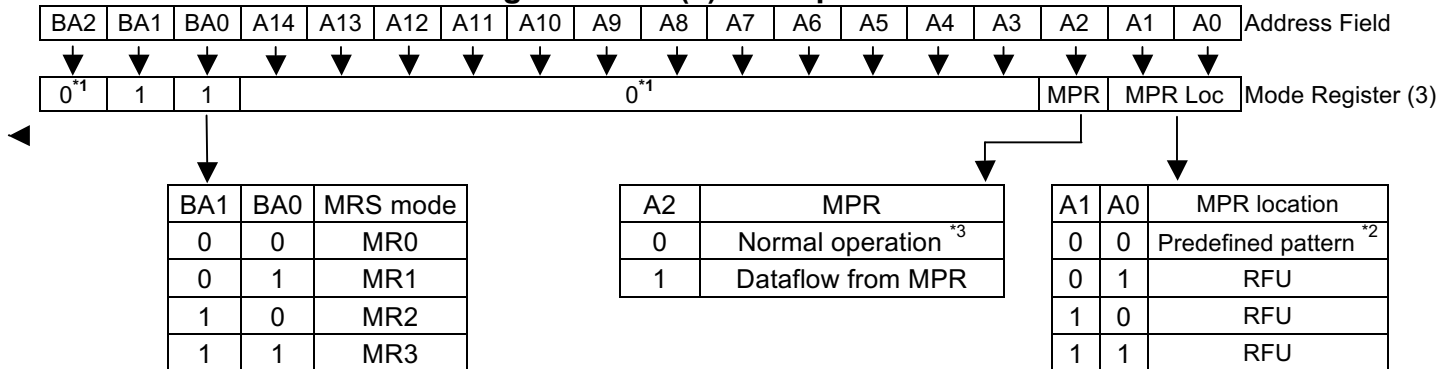 BA2 BA1 BA0 A14 A13 A12 A11 A10 A9 A8 A7 A6 A5 A4 A3 A2 A1 A0 Address Field
0*1 1 1 0*1 MPR MPR Loc Mode Register (3)
BA1 BA0 MRS mode
0 0 MR0
0 1 MR1
1 0 MR2
1 1 MR3
A2 MPR
0 Normal operation *3
1 Dataflow from MPR
A1 A0 MPR location
0 0 Predefined pattern *2
0 1 RFU
1 0 RFU
1 1 RFU